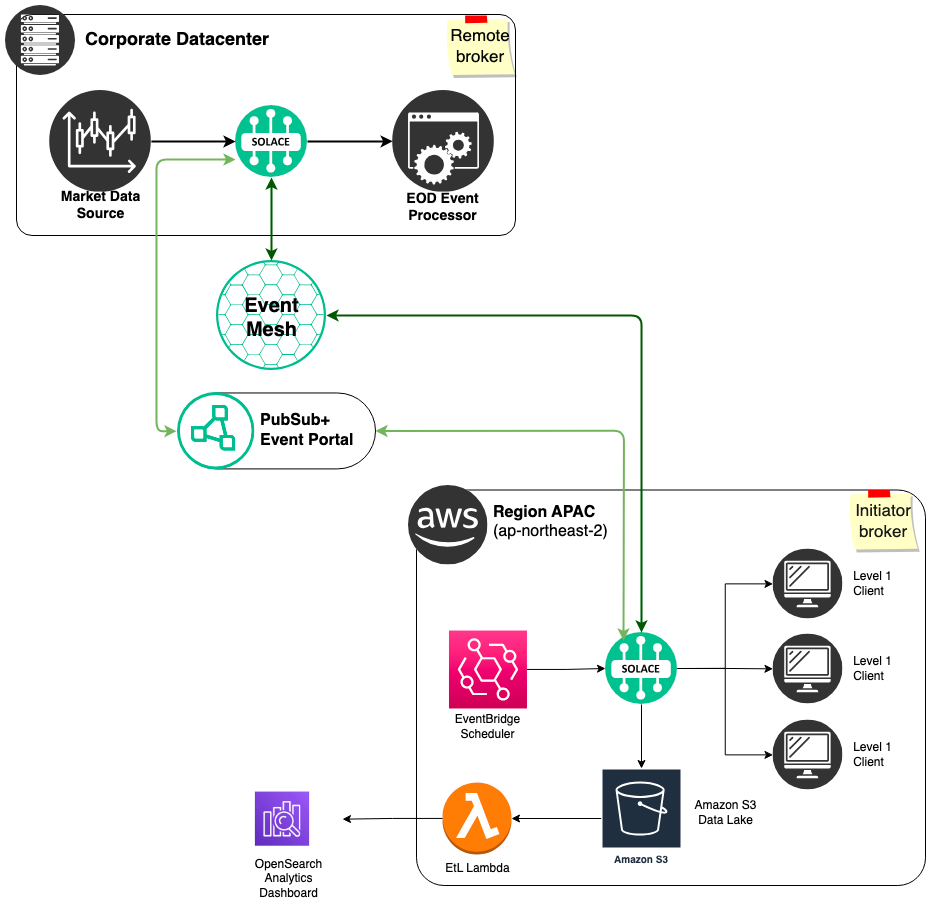 Corporate Datacenter
Remote
broker
SOLACE
Market Data
Source
EOD Event
Processor
Event
Mesh
PubSub+
Event Portal
aws
Region APAC
(ap-northeast-2)
Initiator
broker
Level 1
Client
SOLACE
Level 1
Client
EventBridge
Scheduler
Level 1
Client
Amazon S3
Data Lake
Amazon S3
EtL Lambda
OpenSearch
Analytics
Dashboard